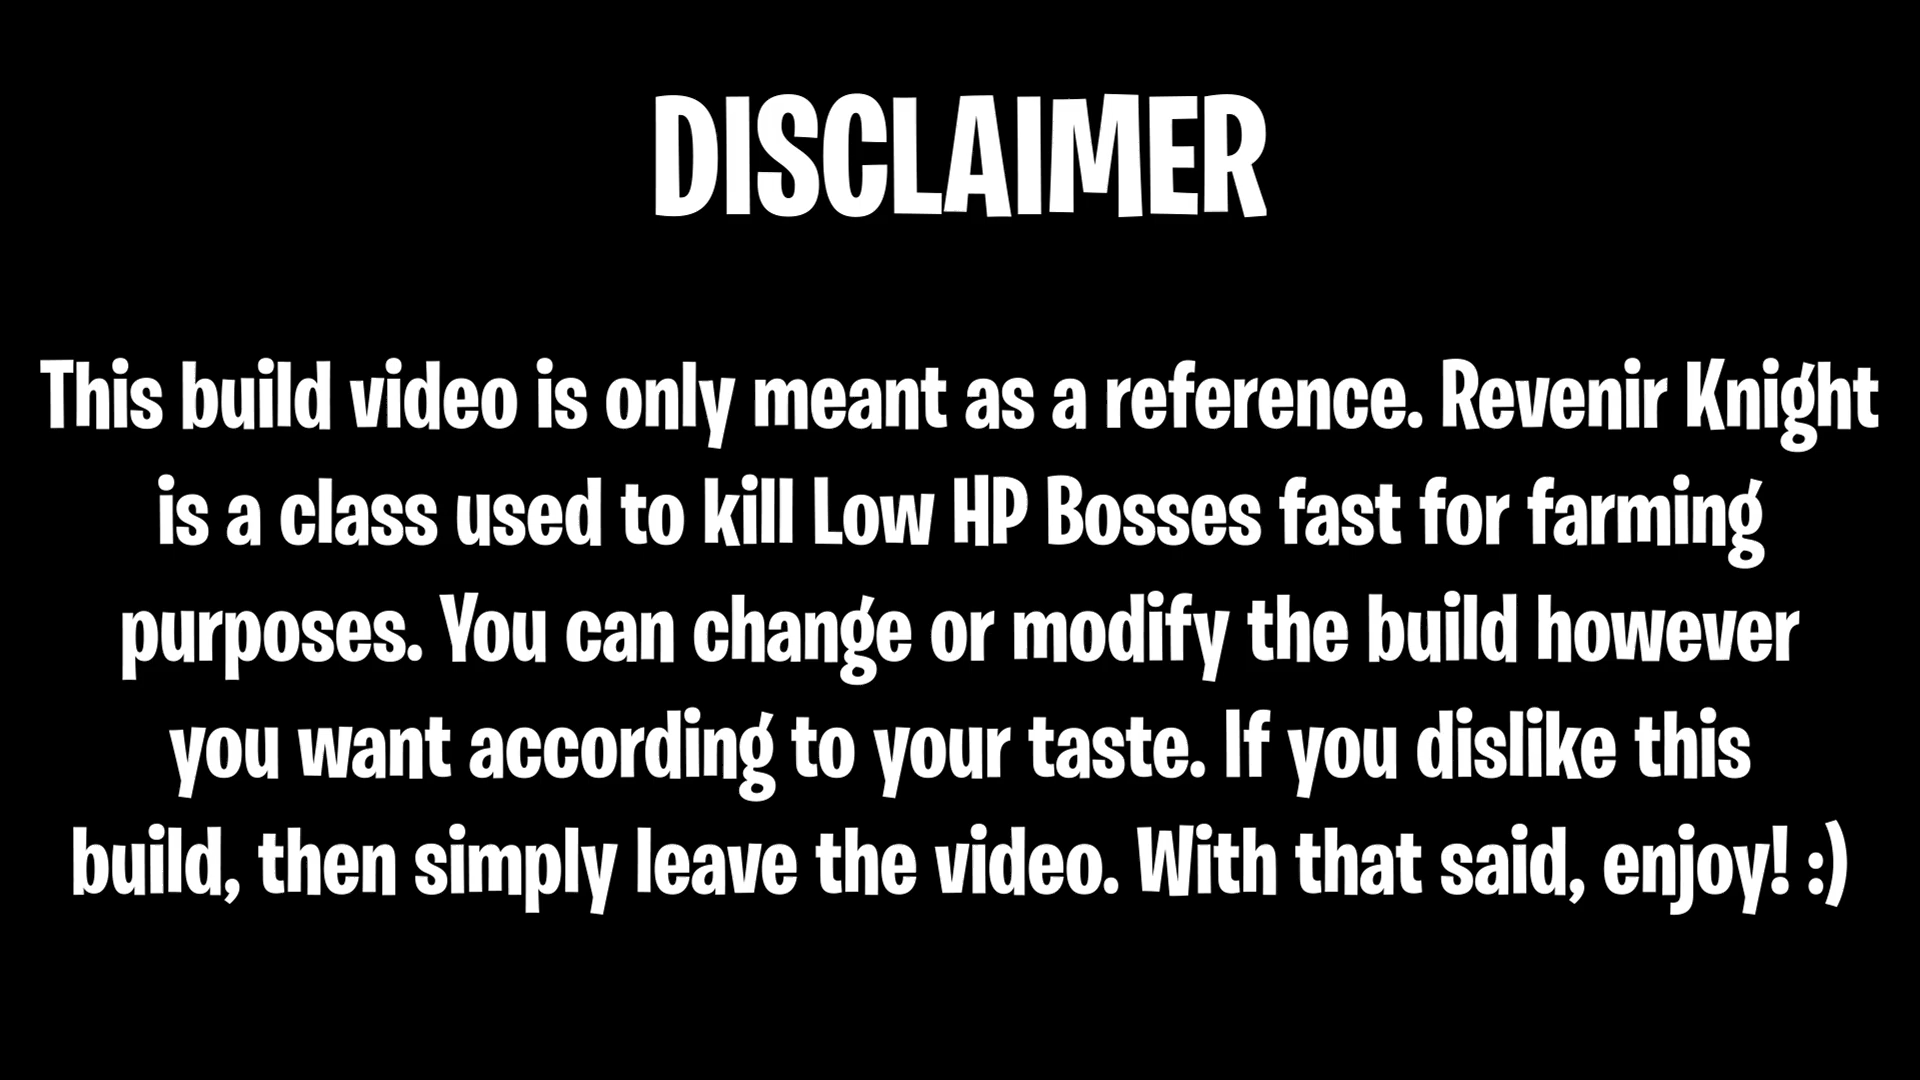 DISCLAIMER
This build video is only meant as a reference. Revenir Knight
is a class used to kill Low HP Bosses fast for farming
purposes. You can change or modify the build however
you want according to your taste. If you dislike this
build, then simply leave the video. With that said, enjoy! :)